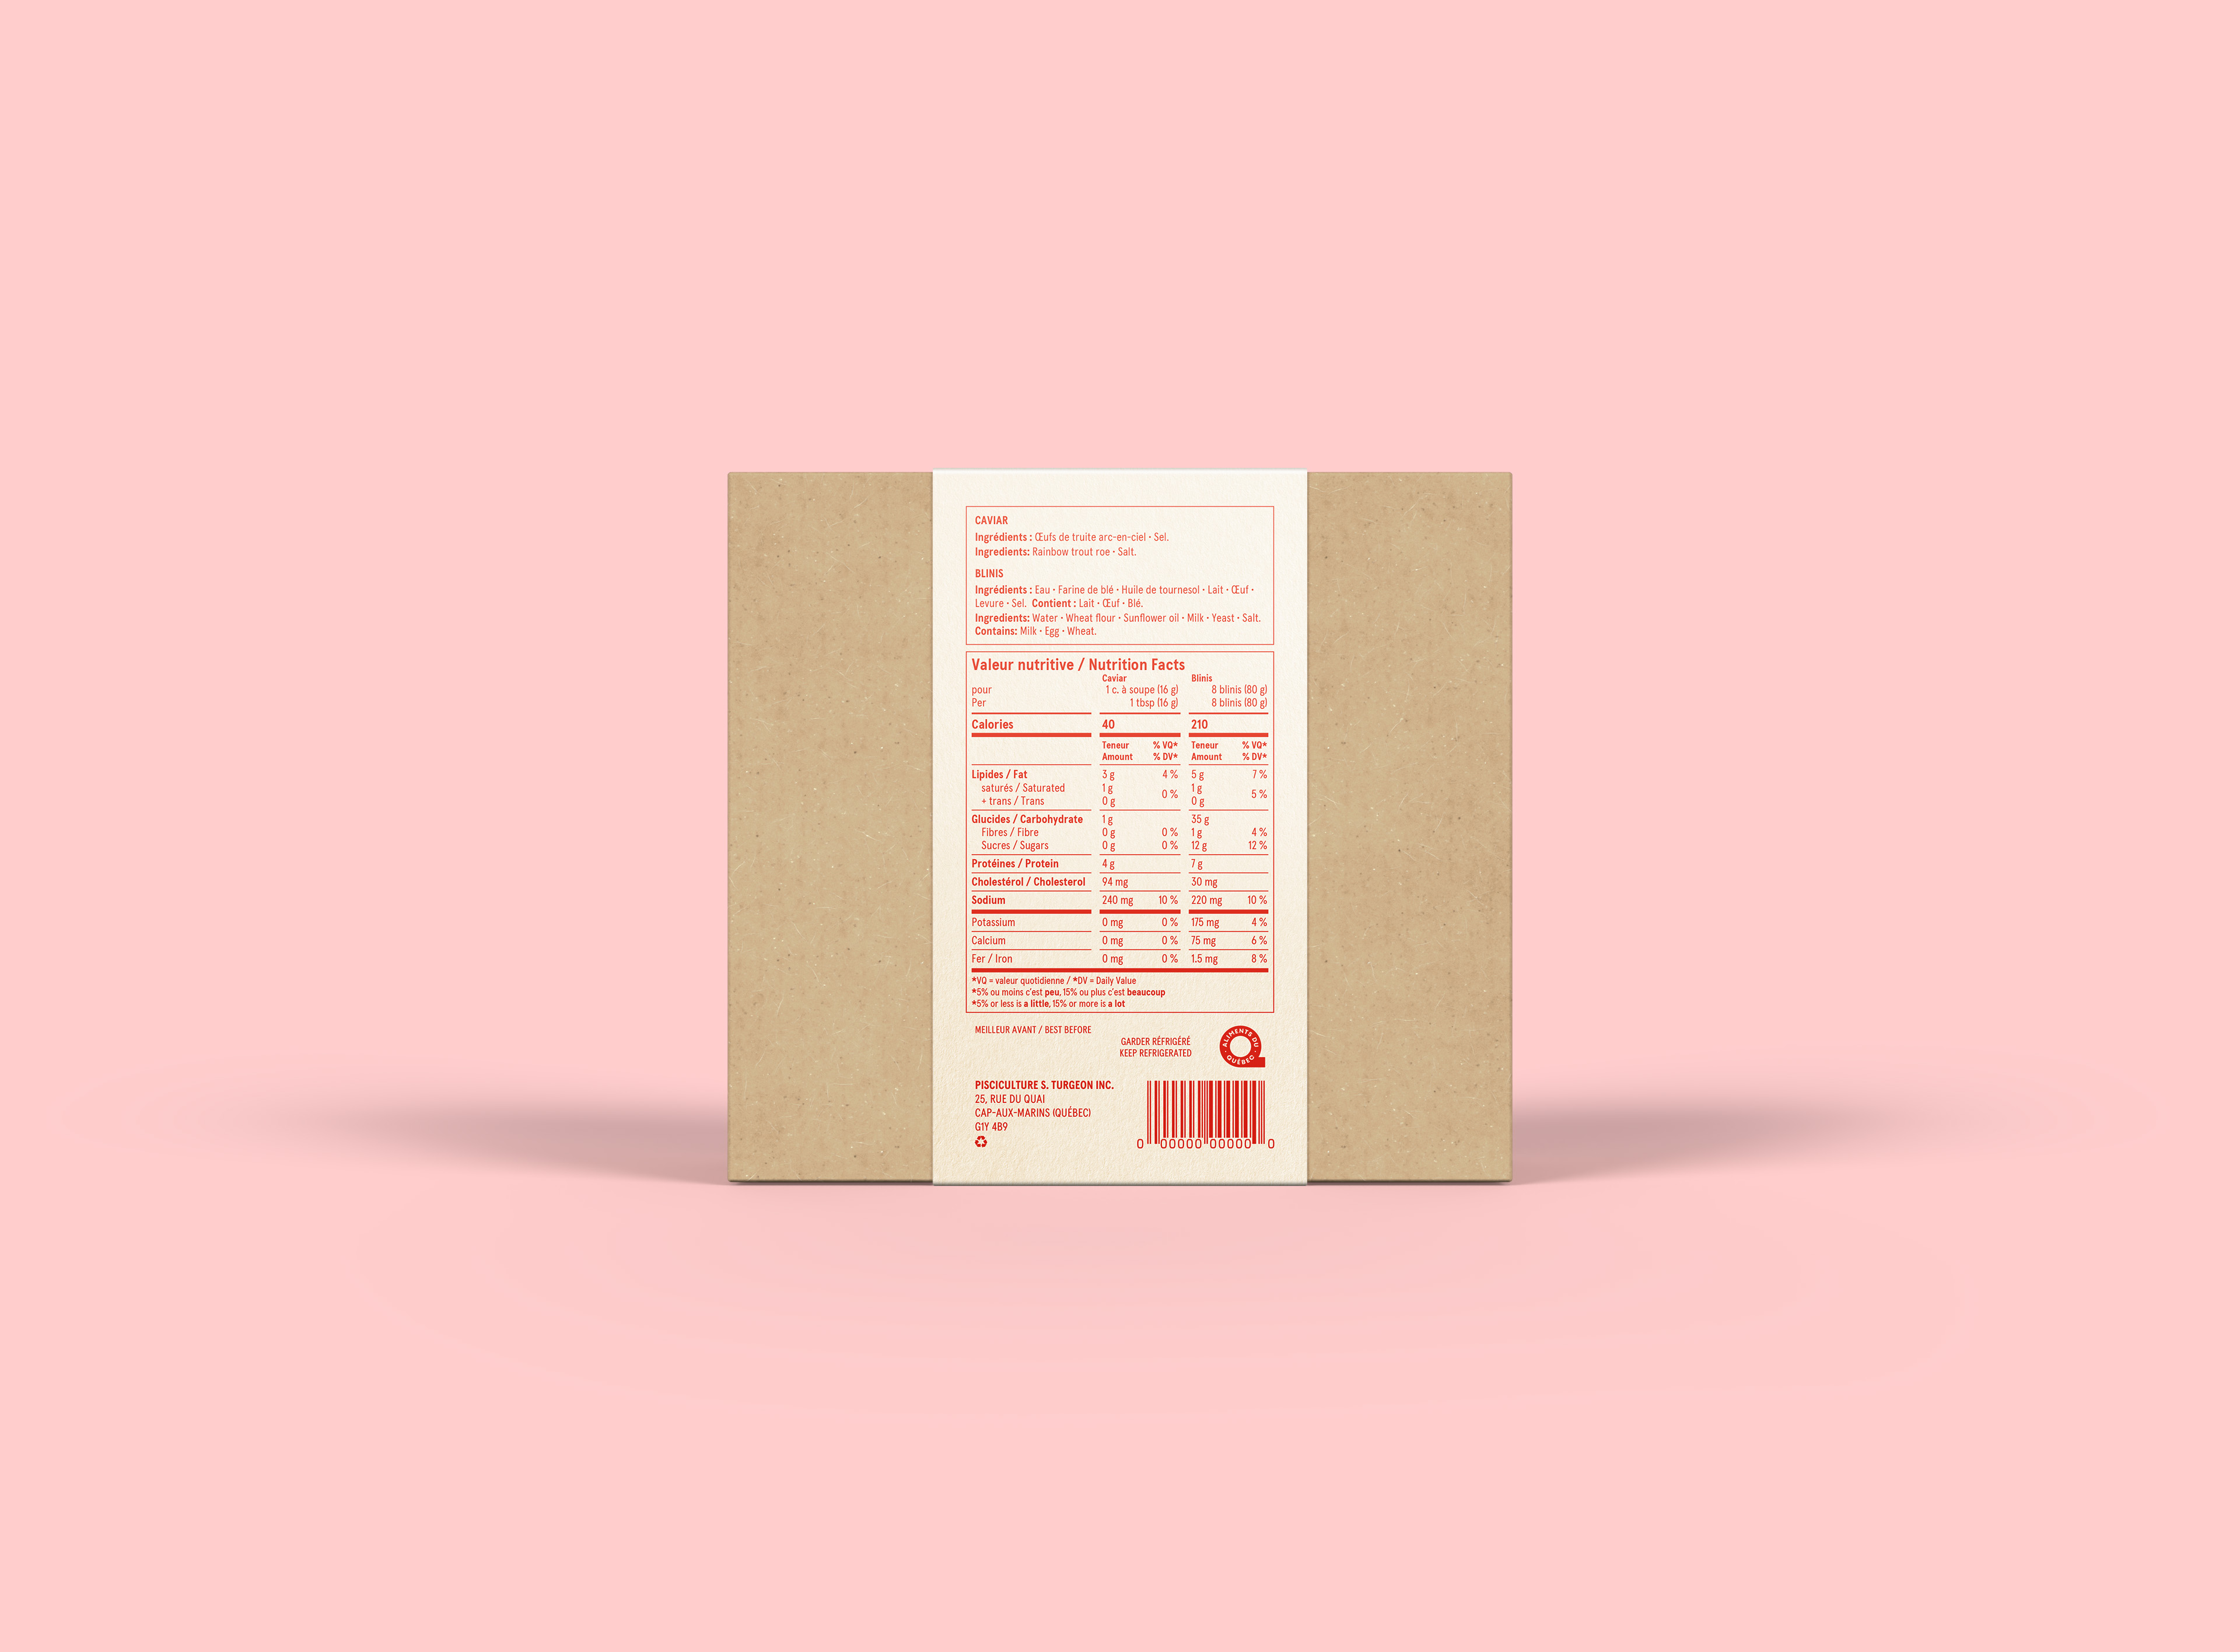 CAVIAR
Ingrédients : Œufs de truite arc-en-ciel • Sel.
Ingredients: Rainbow trout roe • Salt.
BLINIS
Ingrédients : Eau • Farine de blé • Huile de tournesol • Lait • Œuf •
Levure • Sel. Contient : Lait • Œuf • Blé.
Ingredients: Water • Wheat flour • Sunflower oil • Milk • Yeast • Salt.
Contains: Milk • Egg • Wheat.
Valeur nutritive / Nutrition Facts
Caviar Blinis
pour 1 c. à soupe (16 g) 8 blinis (80 g)
Per 1 tbsp (16 g) 8 blinis (80 g)
Calories 40 210
Teneur % VQ* Teneur % VQ*
Amount % DV* Amount % DV*
Lipides / Fat 3 g 4 % 5 g 7 %
saturés / Saturated 1 g 1 g
0 % 5 %
+ trans / Trans 0 g 0 g
Glucides / Carbohydrate 1 g 35 g
Fibres / Fibre 0 g 0 % 1 g 4 %
Sucres / Sugars 0 g 0 % 12 g 12 %
Protéines / Protein 4 g 7 g
Cholestérol / Cholesterol 94 mg 30 mg
Sodium 240 mg 10 % 220 mg 10 %
Potassium 0 mg 0 % 175 mg 4 %
Calcium 0 mg 0 % 75 mg 6 %
Fer / Iron 0 mg 0 % 1.5 mg 8 %
*VQ = valeur quotidienne / *DV = Daily Value
*5% ou moins c'est peu, 15% ou plus c'est beaucoup
*5% or less is a little, 15% or more is a lot
MEILLEUR AVANT / BEST BEFORE
GARDER RÉFRIGÉRÉ
KEEP REFRIGERATED
ALIMENTS DU QUÉBEC
PISCICULTURE S. TURGEON INC.
25, RUE DU QUAI
CAP-AUX-MARINS (QUÉBEC)
G1Y 4B9
0 00000 00000 0